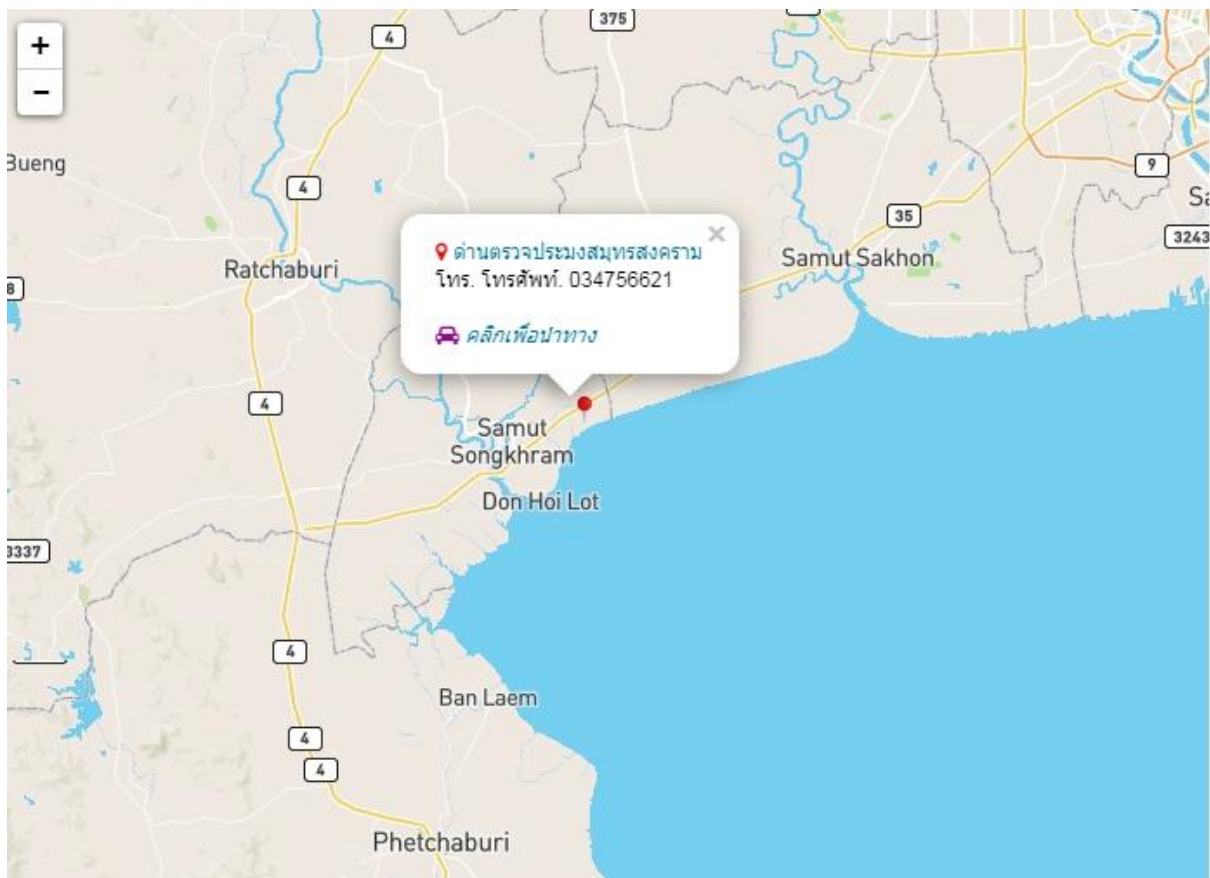 +
−
4
375
Bueng
9
4
35
Sa
3243
×
ด่านตรวจประมงสมุทรสงคราม
โทร. โทรศัพท์. 034756621
คลิกเพื่อนำทาง
Ratchaburi
Samut Sakhon
8
4
Samut
Songkhram
Don Hoi Lot
4
3337
4
Ban Laem
4
4
Phetchaburi